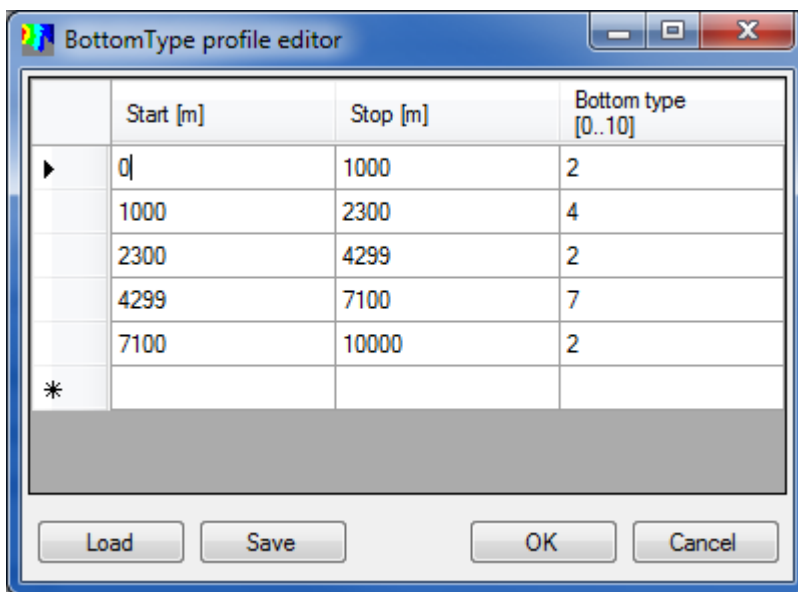 BottomType profile editor
Start [m] Stop [m] Bottom type
[0..10]
0 1000 2
1000 2300 4
2300 4299 2
4299 7100 7
7100 10000 2
Load Save OK Cancel